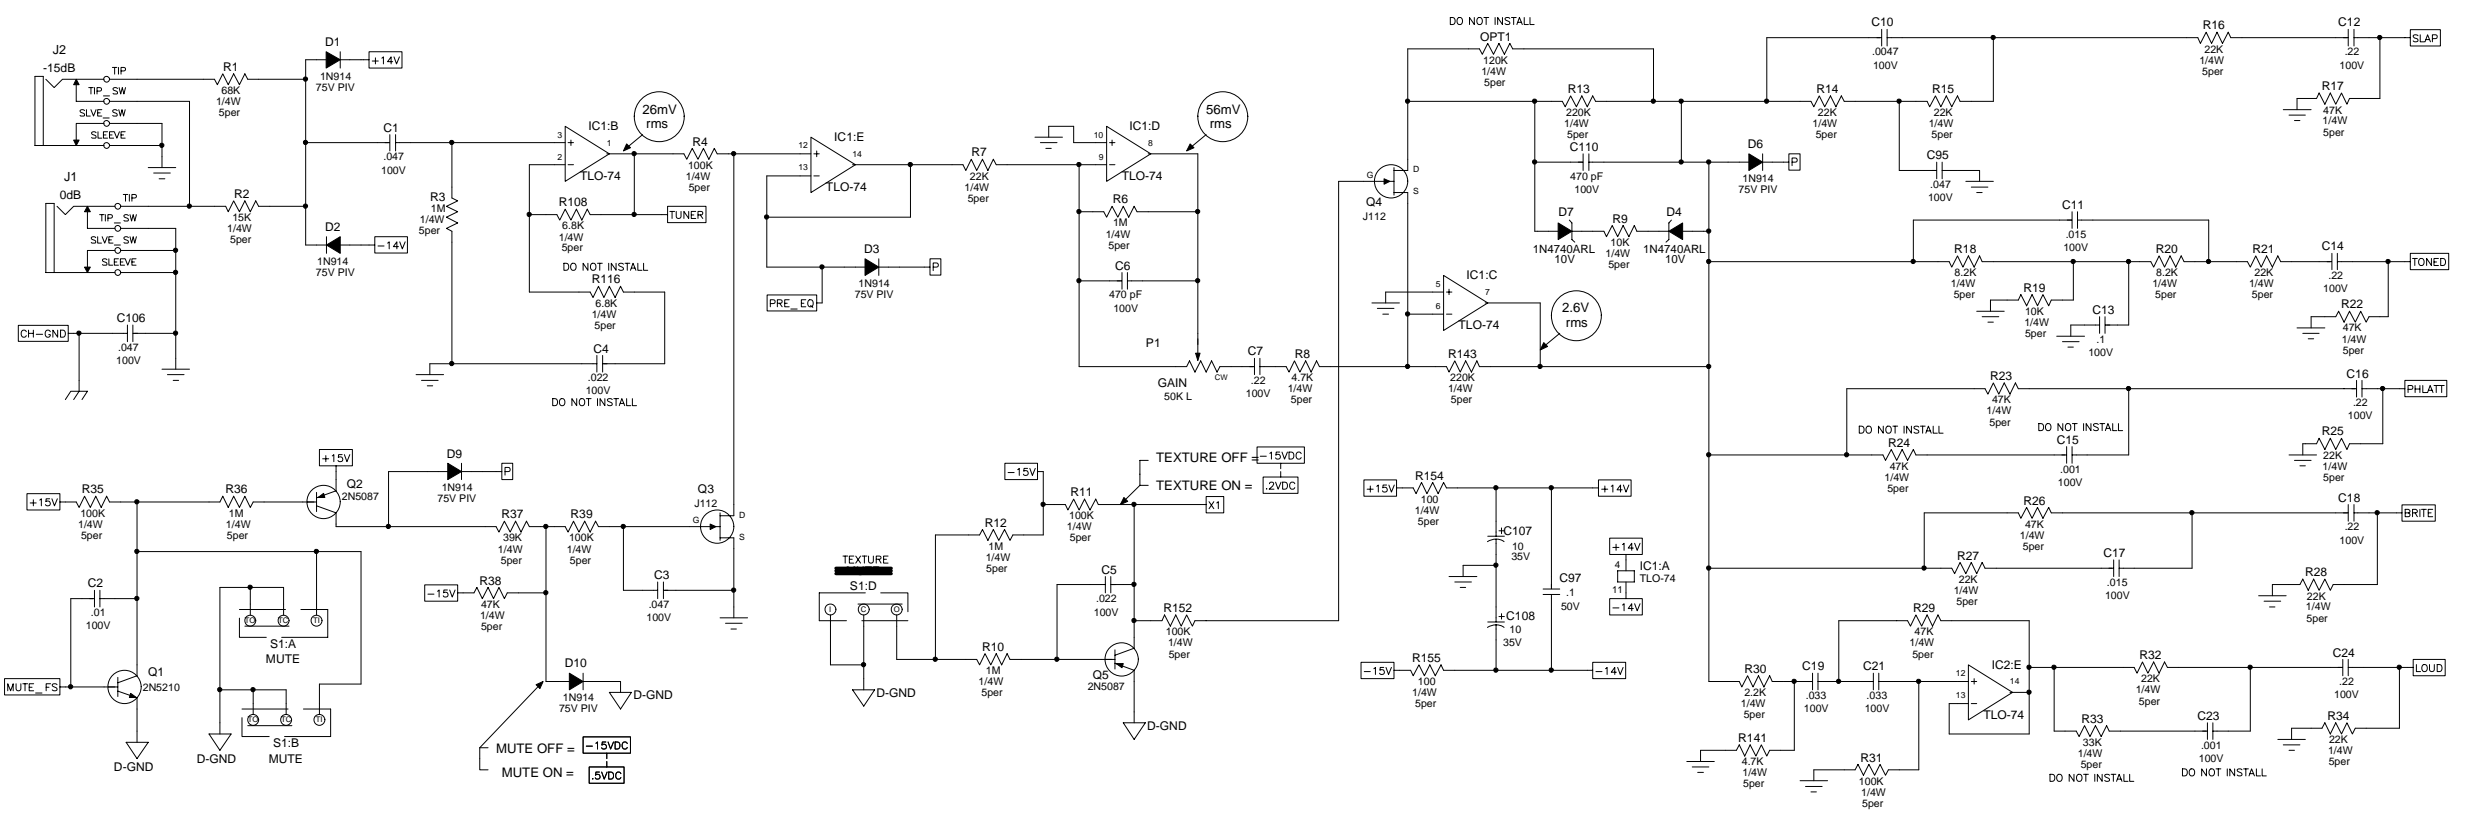 J2
-15dB
TIP
TIP_SW
SLVE_SW
SLEEVE
R1
68K
1/4W
5per
D1
+14V
1N914
75V PIV
J1
0dB
TIP
TIP_SW
SLVE_SW
SLEEVE
R2
15K
1/4W
5per
D2
-14V
1N914
75V PIV
CH-GND
C106
.047
100V
C1
.047
100V
R3
1M
1/4W
5per
IC1:B
3
2
1
TLO-74
26mV
rms
R108
6.8K
1/4W
5per
TUNER
DO NOT INSTALL
R116
6.8K
1/4W
5per
C4
.022
100V
DO NOT INSTALL
R4
100K
1/4W
5per
IC1:E
12
13
14
TLO-74
D3
P
1N914
75V PIV
PRE_EQ
R7
22K
1/4W
5per
IC1:D
10
9
8
TLO-74
56mV
rms
R6
1M
1/4W
5per
C6
470 pF
100V
P1
GAIN
50K L
CW
C7
.22
100V
R8
4.7K
1/4W
5per
DO NOT INSTALL
OPT1
120K
1/4W
5per
R13
220K
1/4W
5per
C110
470 pF
100V
Q4
J112
G
D
S
D7
1N4740ARL
10V
R9
10K
1/4W
5per
D4
1N4740ARL
10V
IC1:C
5
6
7
TLO-74
2.6V
rms
R143
220K
1/4W
5per
D6
P
1N914
75V PIV
C10
.0047
100V
R14
22K
1/4W
5per
R15
22K
1/4W
5per
C95
.047
100V
R16
22K
1/4W
5per
C12
.22
100V
SLAP
R17
47K
1/4W
5per
C11
.015
100V
R18
8.2K
1/4W
5per
R19
10K
1/4W
5per
C13
.1
100V
R20
8.2K
1/4W
5per
R21
22K
1/4W
5per
C14
.22
100V
TONED
R22
47K
1/4W
5per
R23
47K
1/4W
5per
C16
.22
100V
PHLATT
DO NOT INSTALL
R24
47K
1/4W
5per
DO NOT INSTALL
C15
.001
100V
R25
22K
1/4W
5per
R26
47K
1/4W
5per
C18
.22
100V
BRITE
R27
22K
1/4W
5per
C17
.015
100V
R28
22K
1/4W
5per
R29
47K
1/4W
5per
R30
2.2K
1/4W
5per
C19
.033
100V
C21
.033
100V
IC2:E
12
13
14
TLO-74
R141
4.7K
1/4W
5per
R31
100K
1/4W
5per
R32
22K
1/4W
5per
C24
.22
100V
LOUD
R33
33K
1/4W
5per
DO NOT INSTALL
C23
.001
100V
DO NOT INSTALL
R34
22K
1/4W
5per
+15V
R35
100K
1/4W
5per
R36
1M
1/4W
5per
+15V
Q2
2N5087
D9
P
1N914
75V PIV
R37
39K
1/4W
5per
R39
100K
1/4W
5per
Q3
J112
G
D
S
-15V
R38
47K
1/4W
5per
C3
.047
100V
C2
.01
100V
MUTE_FS
Q1
2N5210
D-GND
TO
TC
TI
S1:A
MUTE
TO
TC
TI
S1:B
MUTE
D-GND
D10
1N914
75V PIV
D-GND
MUTE OFF = -15VDC
MUTE ON = .5VDC
TEXTURE
S1:D
I
C
O
D-GND
-15V
R12
1M
1/4W
5per
R11
100K
1/4W
5per
TEXTURE OFF = -15VDC
TEXTURE ON = .2VDC
X1
R10
1M
1/4W
5per
C5
.022
100V
Q5
2N5087
D-GND
R152
100K
1/4W
5per
+15V
R154
100
1/4W
5per
+14V
+C107
10
35V
+C108
10
35V
C97
.1
50V
-15V
R155
100
1/4W
5per
-14V
+14V
4
IC1:A
TLO-74
11
-14V